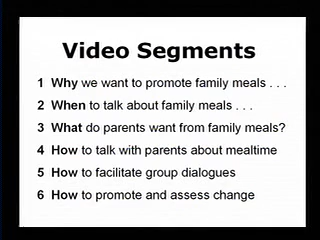 Video Segments
1 Why we want to promote family meals . . .
2 When to talk about family meals . . .
3 What do parents want from family meals?
4 How to talk with parents about mealtime
5 How to facilitate group dialogues
6 How to promote and assess change